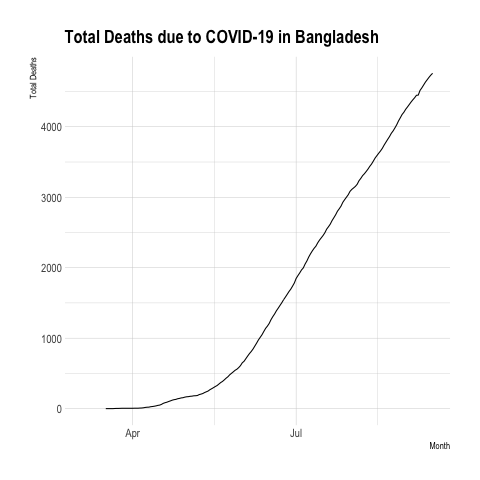 Total Deaths due to COVID-19 in Bangladesh
Total Deaths
4000
3000
2000
1000
0
Apr
Jul
Month